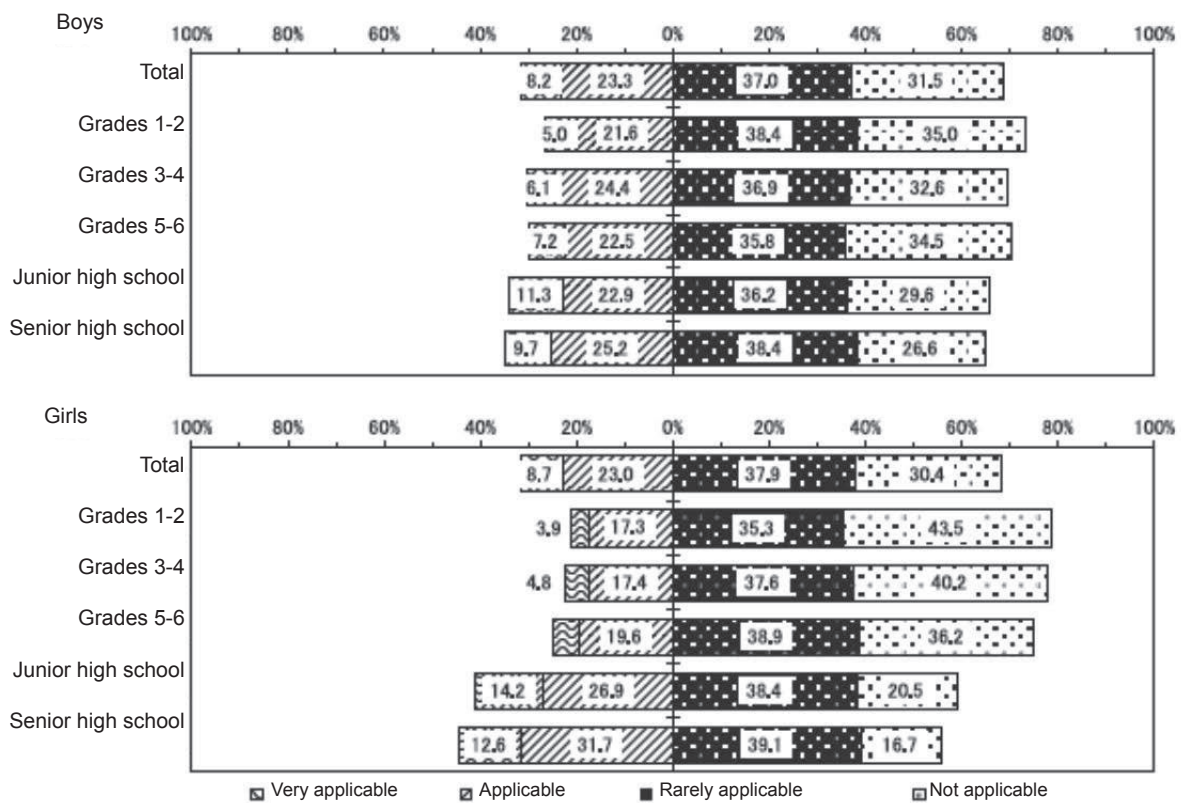 Boys
100% 80% 60% 40% 20% 0% 20% 40% 60% 80% 100%
Total 8.2 23.3 37.0 31.5
Grades 1-2 5.0 21.6 38.4 35.0
Grades 3-4 6.1 24.4 36.9 32.6
Grades 5-6 7.2 22.5 35.8 34.5
Junior high school 11.3 22.9 36.2 29.6
Senior high school 9.7 25.2 38.4 26.6
Girls
100% 80% 60% 40% 20% 0% 20% 40% 60% 80% 100%
Total 8.7 23.0 37.9 30.4
Grades 1-2 3.9 17.3 35.3 43.5
Grades 3-4 4.8 17.4 37.6 40.2
Grades 5-6 19.6 38.9 36.2
Junior high school 14.2 26.9 38.4 20.5
Senior high school 12.6 31.7 39.1 16.7
Very applicable Applicable Rarely applicable Not applicable